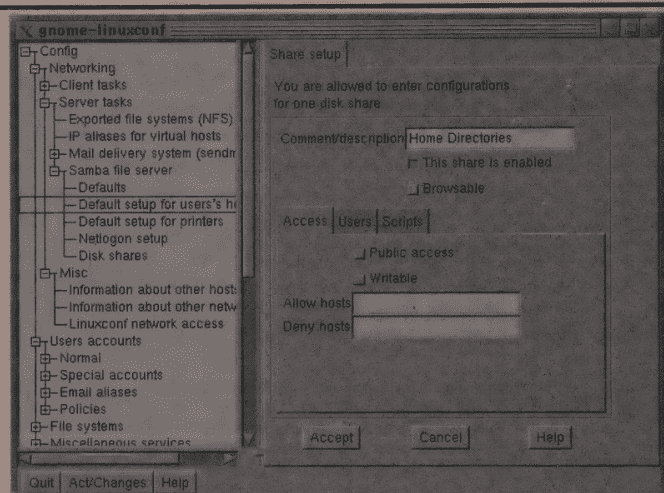 gnome-linuxconf
Config
Networking
Client tasks
Server tasks
Exported file systems (NFS)
IP aliases for virtual hosts
Mail delivery system (sendm
Samba file server
Defaults
Default setup for users's h
Default setup for printers
Netlogon setup
Disk shares
Misc
Information about other host
Information about other netw
Linuxconf network access
Users accounts
Normal
Special accounts
Email aliases
Policies
File systems
Miscellaneous services
Quit Act/Changes Help
Share setup
You are allowed to enter configurations
for one disk share
Comment/description Home Directories
This share is enabled
Browsable
Access Users Scripts
Public access
Writable
Allow hosts
Deny hosts
Accept Cancel Help